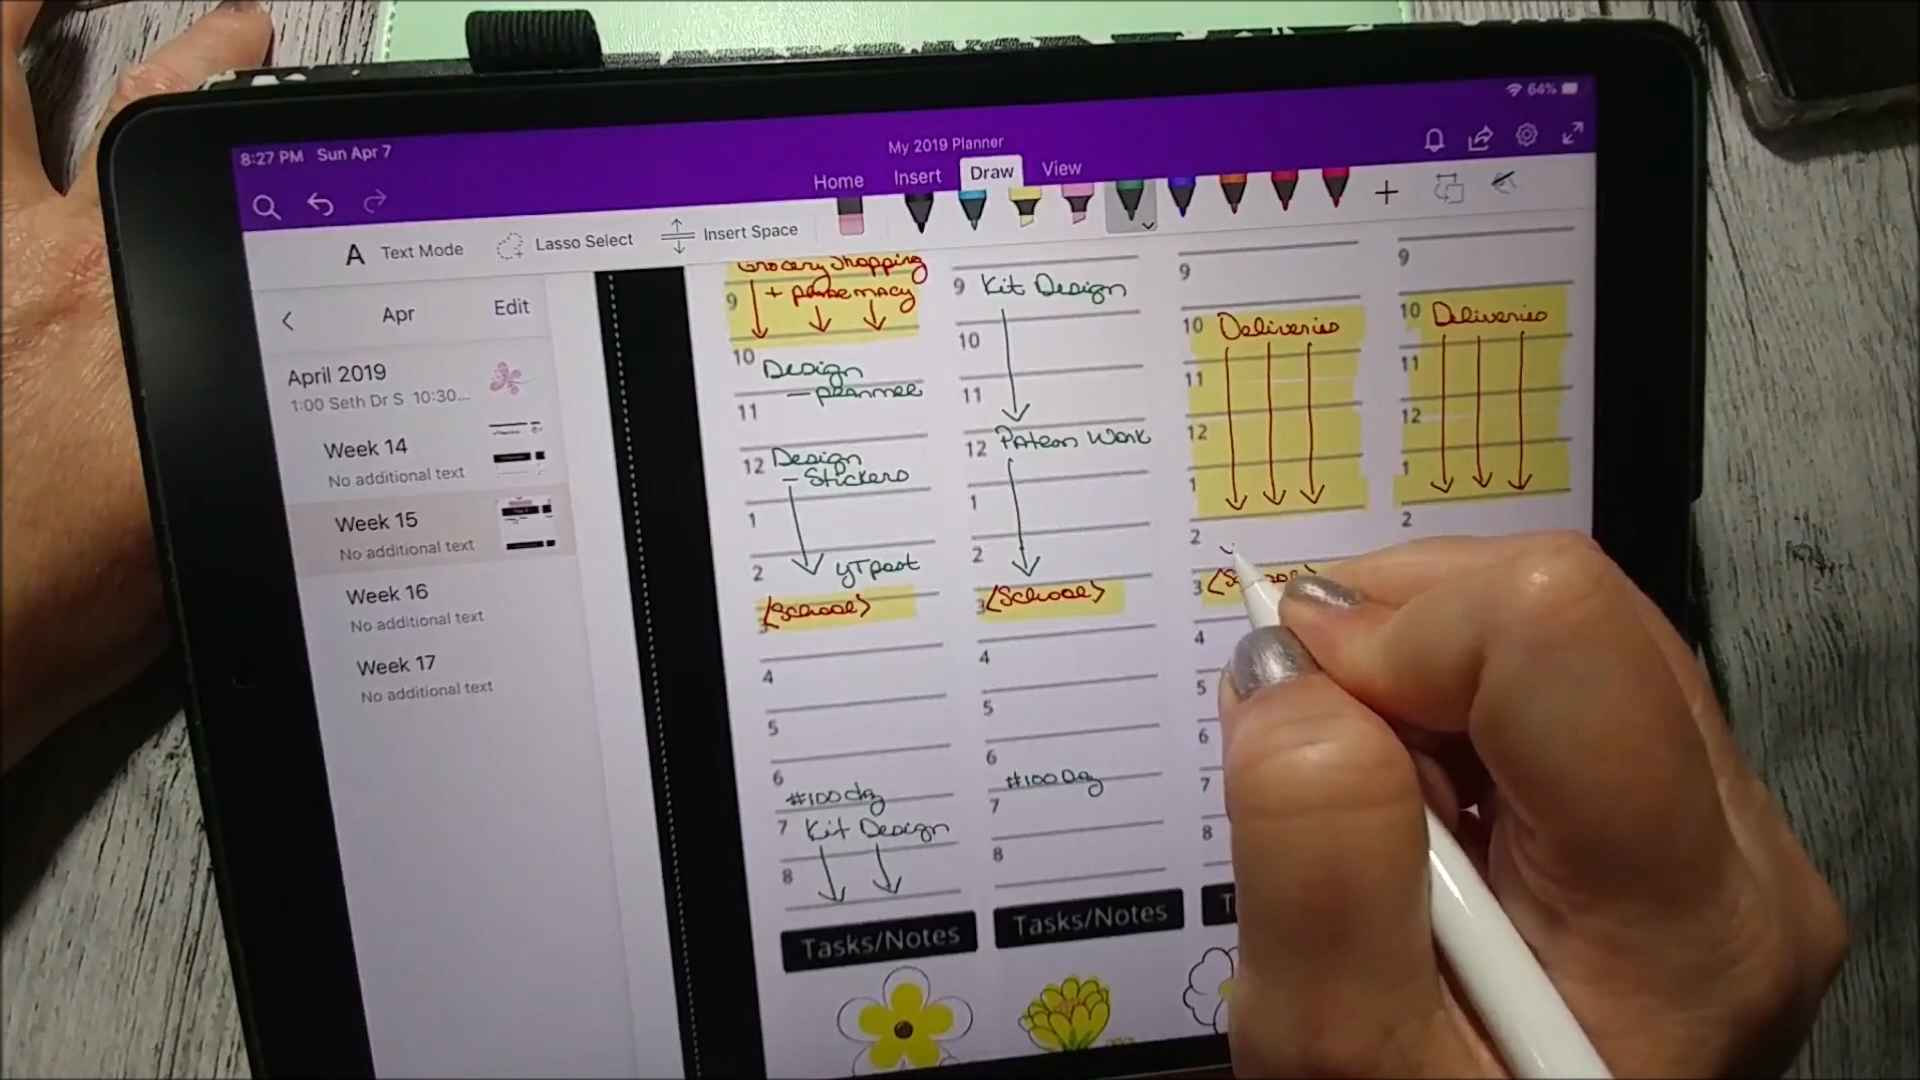 8:27 PM Sun Apr 7
64%
My 2019 Planner
Home Insert Draw View
A Text Mode Lasso Select Insert Space
Apr Edit
April 2019
1:00 Seth Dr S 10:30...
Week 14
No additional text
Week 15
No additional text
Week 16
No additional text
Week 17
No additional text
Grocery Shopping
9 + pharmacy
10
Design
- planner
11
12 Design
- Stickers
1
2 YT post
3 <School>
4
5
6
#100day
7 Kit Design
8
Tasks/Notes
9 Kit Design
10
11
12 Pateon Work
1
2
3 <School>
4
5
6
#100Day
7
8
Tasks/Notes
9
10 Deliveries
11
12
1
2
3
4
5
6
7
8
9
10 Deliveries
11
12
1
2